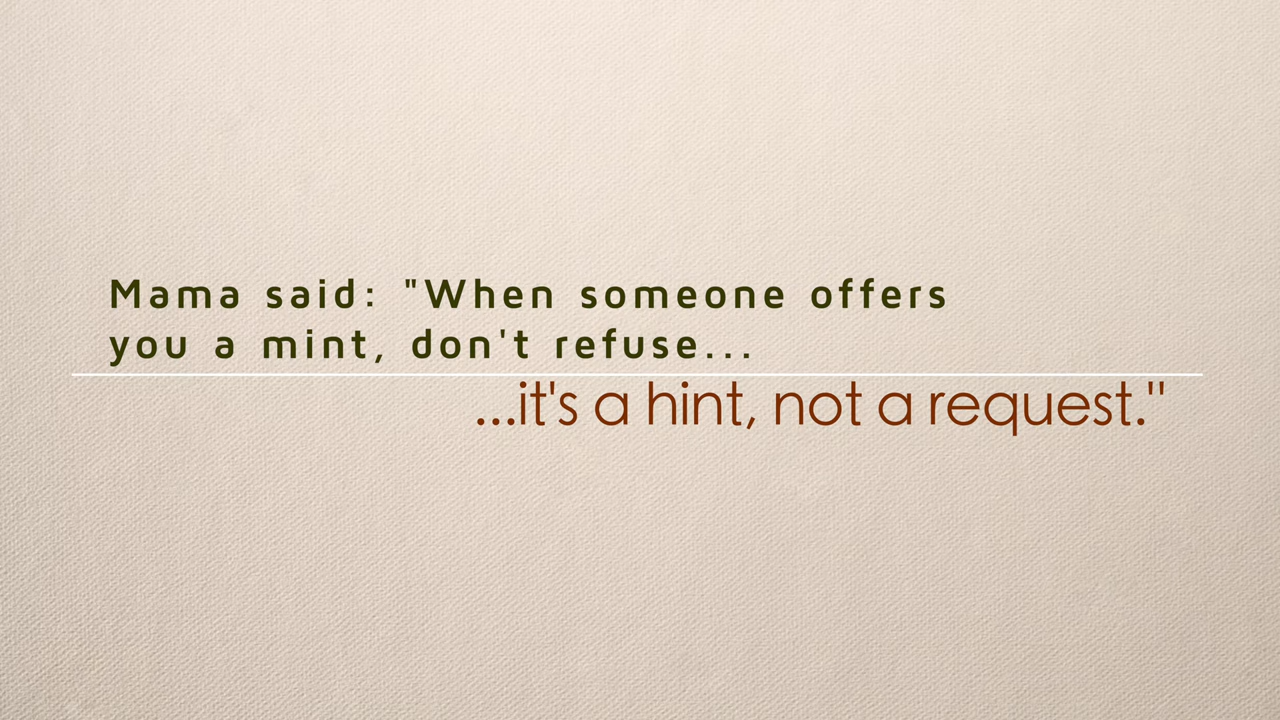 Mama said: "When someone offers
you a mint, don't refuse...
...it's a hint, not a request."